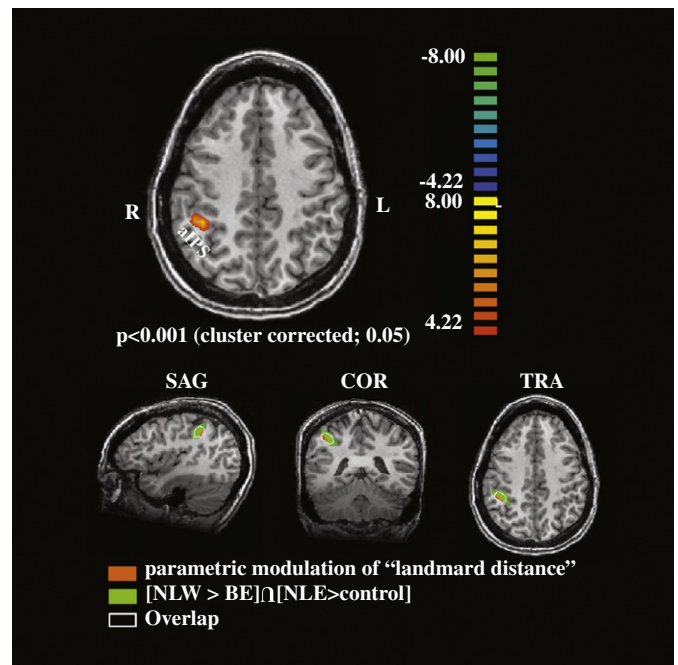 -8.00
-4.22
8.00
R
L
aIPS
4.22
p<0.001 (cluster corrected; 0.05)
SAG
COR
TRA
parametric modulation of “landmard distance”
[NLW > BE]∩[NLE>control]
Overlap